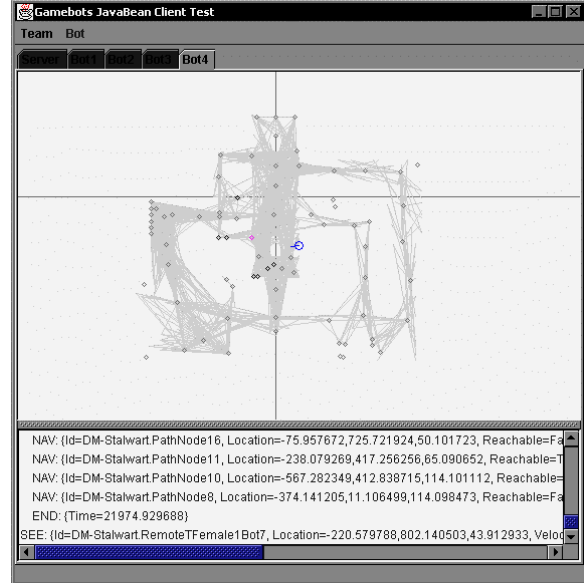 Gamebots JavaBean Client Test
Team Bot
Server Bot1 Bot2 Bot3 Bot4
NAV: {Id=DM-Stalwart.PathNode16, Location=-75.957672,725.721924,50.101723, Reachable=Fa
NAV: {Id=DM-Stalwart.PathNode11, Location=-238.079269,417.256256,65.090652, Reachable=T
NAV: {Id=DM-Stalwart.PathNode10, Location=-567.282349,412.838715,114.101112, Reachable=
NAV: {Id=DM-Stalwart.PathNode8, Location=-374.141205,11.106499,114.098473, Reachable=Fa
END: {Time=21974.929688}
SEE: {Id=DM-Stalwart.RemoteTFemale1Bot7, Location=-220.579788,802.140503,43.912933, Veloc